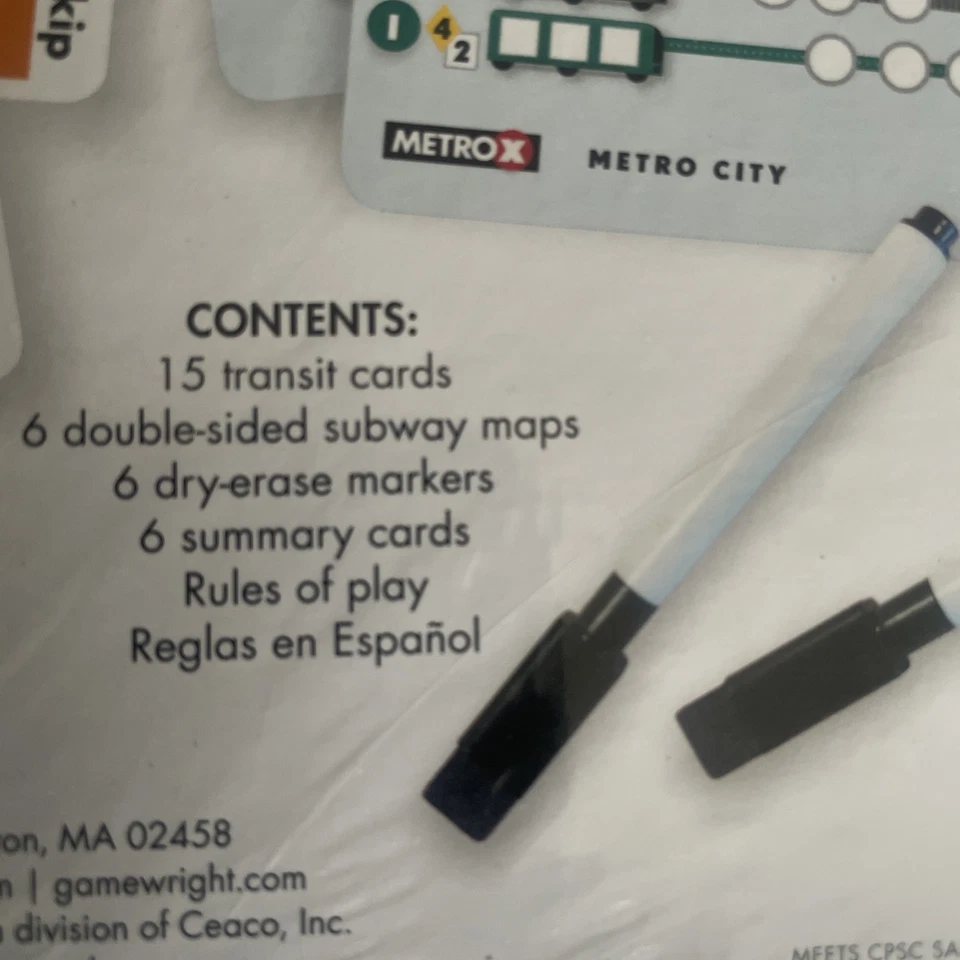 kip
I 4 2
METRO X METRO CITY
CONTENTS:
15 transit cards
6 double-sided subway maps
6 dry-erase markers
6 summary cards
Rules of play
Reglas en Español
on, MA 02458
| gamewright.com
division of Ceaco, Inc.
MEETS CPSC SA